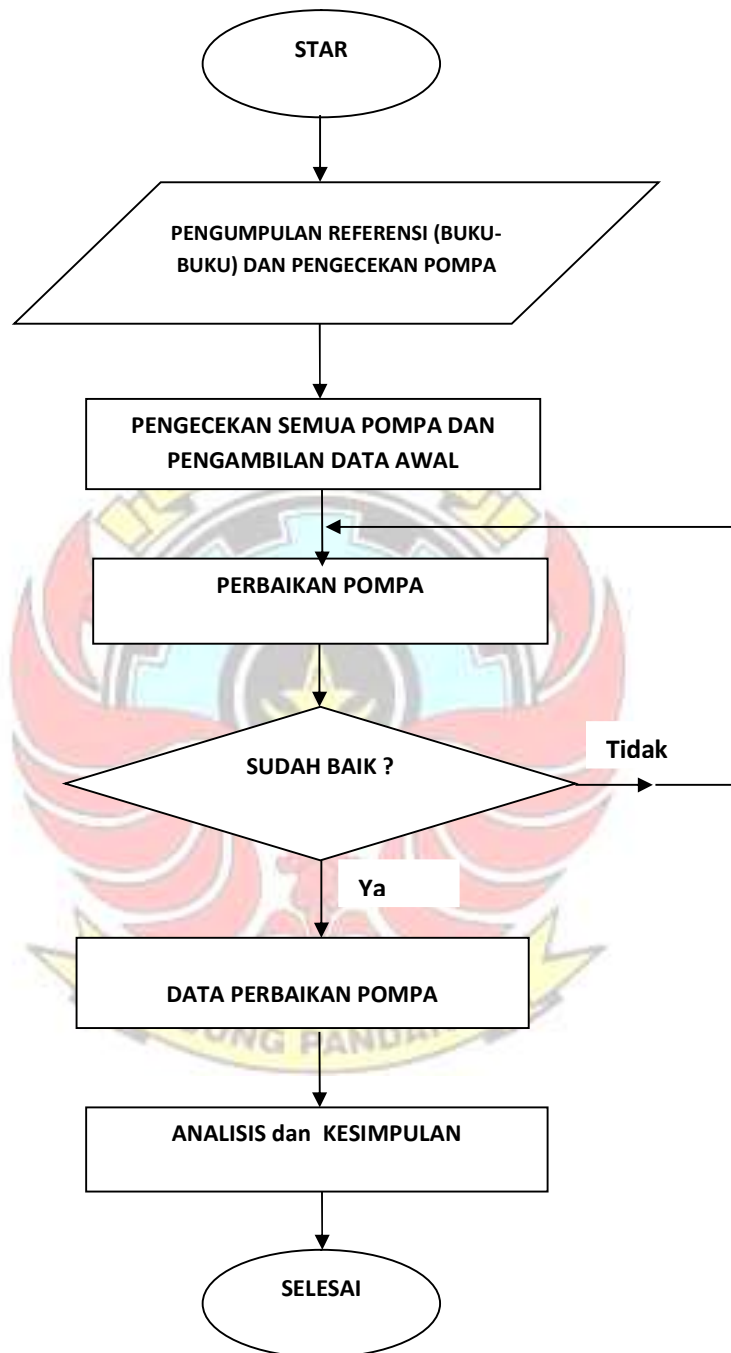 STAR
PENGUMPULAN REFERENSI (BUKU-
BUKU) DAN PENGECEKAN POMPA
PENGECEKAN SEMUA POMPA DAN
PENGAMBILAN DATA AWAL
PERBAIKAN POMPA
SUDAH BAIK ?
Tidak
Ya
DATA PERBAIKAN POMPA
ANALISIS dan KESIMPULAN
SELESAI